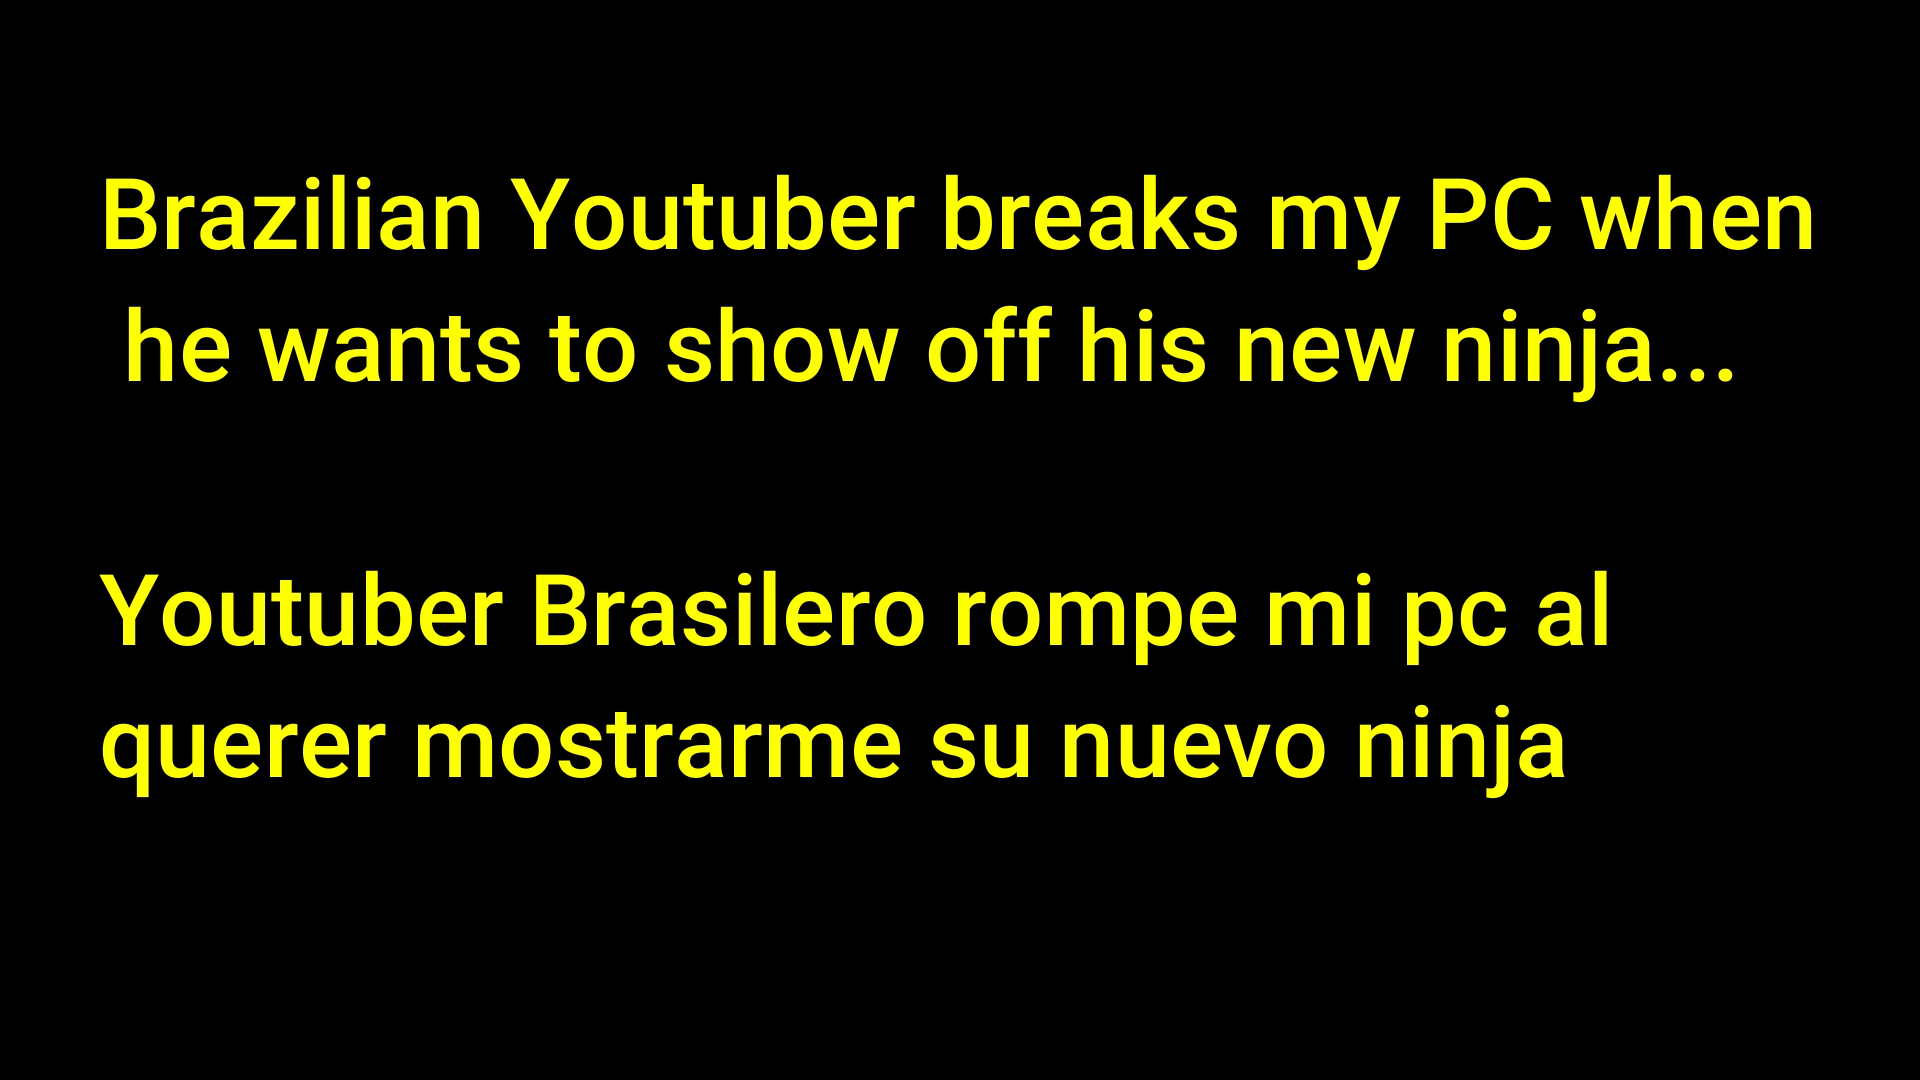 Brazilian Youtuber breaks my PC when
he wants to show off his new ninja...
Youtuber Brasilero rompe mi pc al
querer mostrarme su nuevo ninja